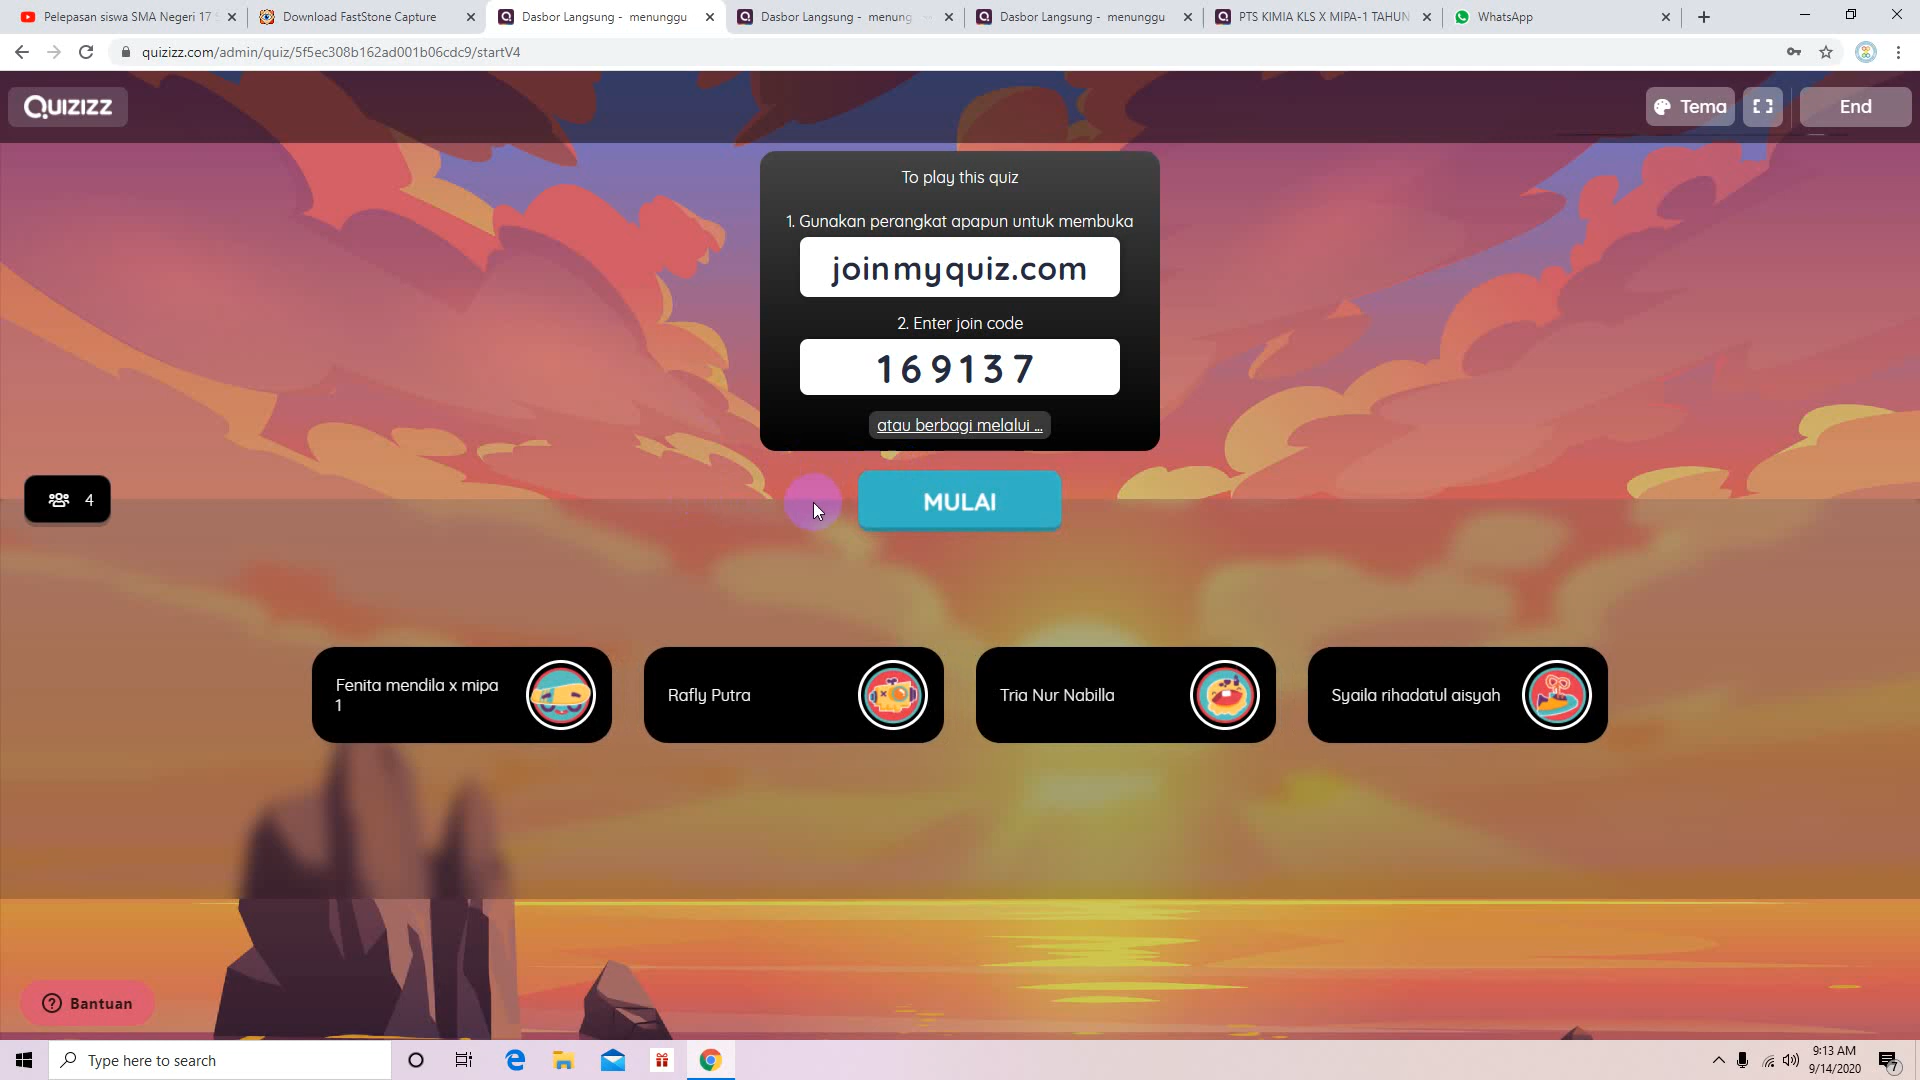 Pelepasan siswa SMA Negeri 17
Download FastStone Capture
Dasbor Langsung - menunggu
Dasbor Langsung - menung
Dasbor Langsung - menunggu
PTS KIMIA KLS X MIPA-1 TAHUN
WhatsApp
quizizz.com/admin/quiz/5f5ec308b162ad001b06cdc9/startV4
Quizizz
Tema
End
To play this quiz
1. Gunakan perangkat apapun untuk membuka
joinmyquiz.com
2. Enter join code
169137
atau berbagi melalui ...
4
MULAI
Fenita mendila x mipa
1
Rafly Putra
Tria Nur Nabilla
Syaila rihadatul aisyah
Bantuan
Type here to search
9:13 AM
9/14/2020
7